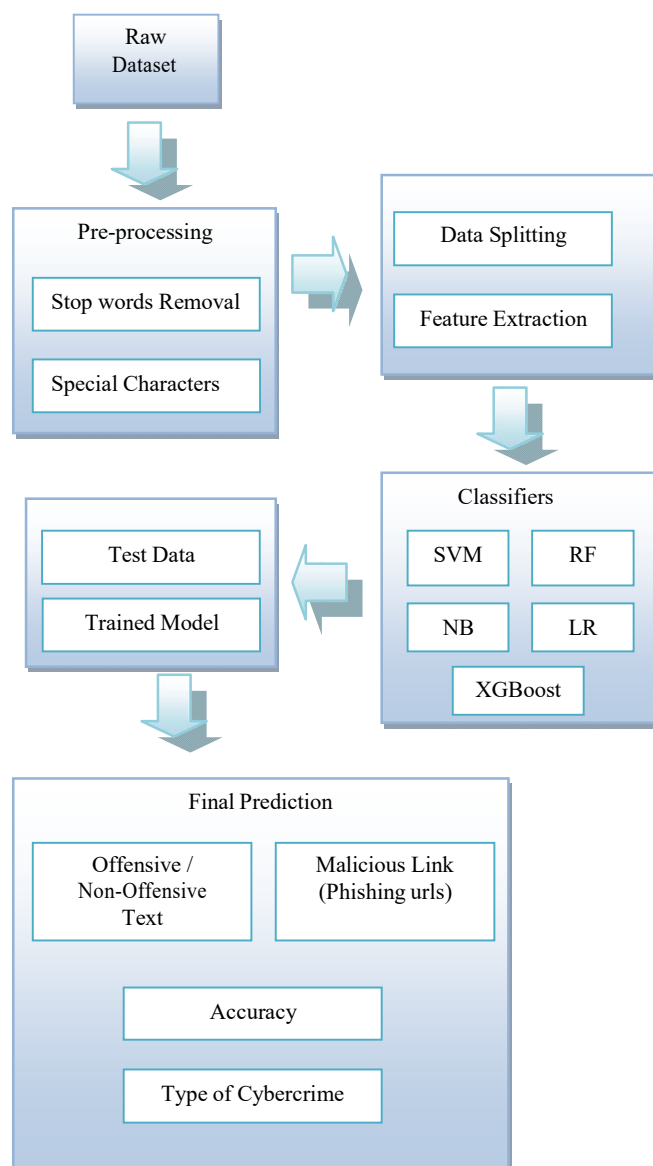 Raw
Dataset
Pre-processing
Stop words Removal
Special Characters
Data Splitting
Feature Extraction
Classifiers
SVM
RF
NB
LR
XGBoost
Test Data
Trained Model
Final Prediction
Offensive /
Non-Offensive
Text
Malicious Link
(Phishing urls)
Accuracy
Type of Cybercrime